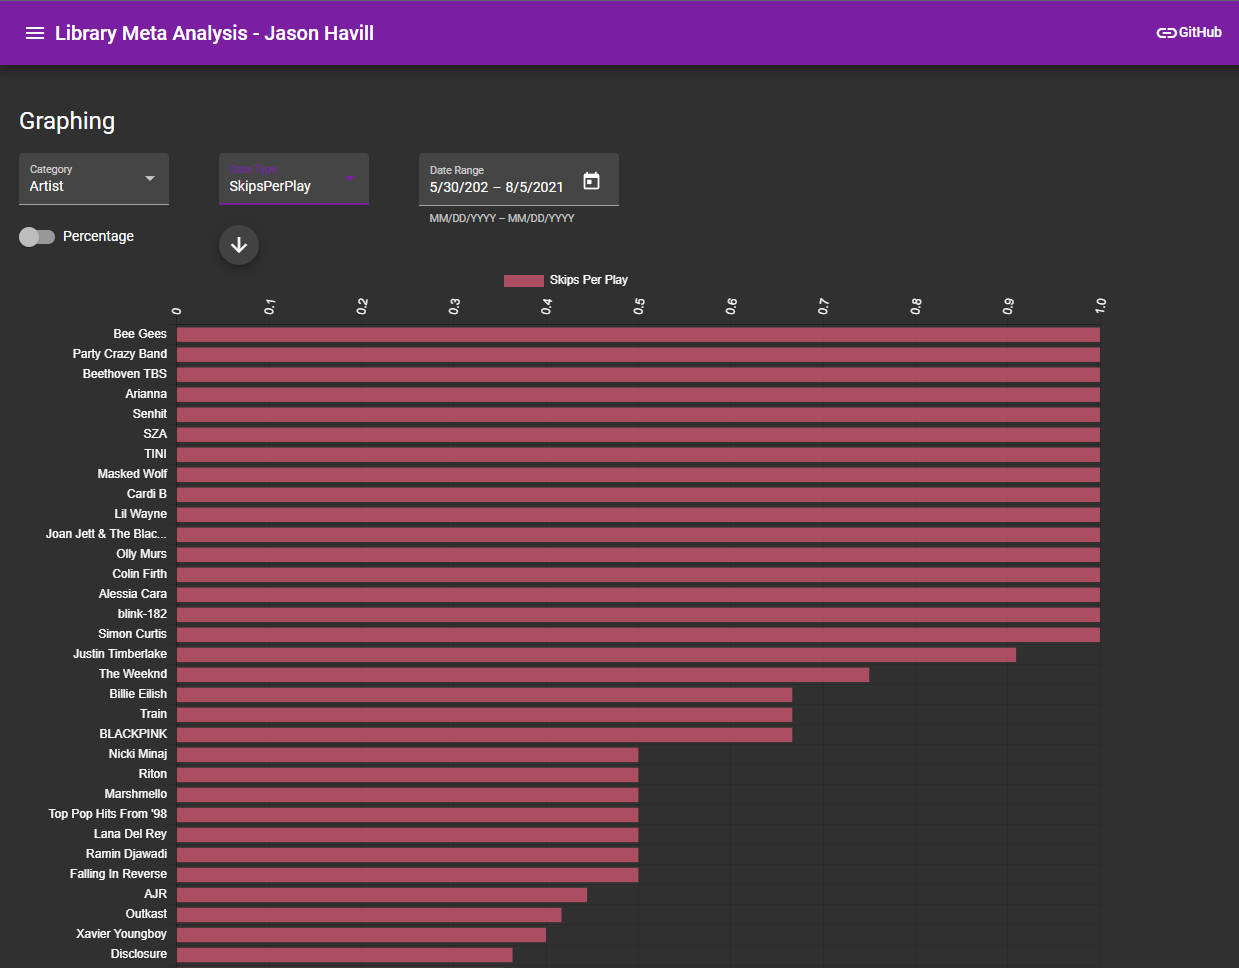 Library Meta Analysis - Jason Havill
GitHub
Graphing
Category
Artist
Data Type
SkipsPerPlay
Date Range
5/30/202 – 8/5/2021
MM/DD/YYYY – MM/DD/YYYY
Percentage
Skips Per Play
0 0.1 0.2 0.3 0.4 0.5 0.6 0.7 0.8 0.9 1.0
Bee Gees
Party Crazy Band
Beethoven TBS
Arianna
Senhit
SZA
TINI
Masked Wolf
Cardi B
Lil Wayne
Joan Jett & The Blac...
Olly Murs
Colin Firth
Alessia Cara
blink-182
Simon Curtis
Justin Timberlake
The Weeknd
Billie Eilish
Train
BLACKPINK
Nicki Minaj
Riton
Marshmello
Top Pop Hits From '98
Lana Del Rey
Ramin Djawadi
Falling In Reverse
AJR
Outkast
Xavier Youngboy
Disclosure